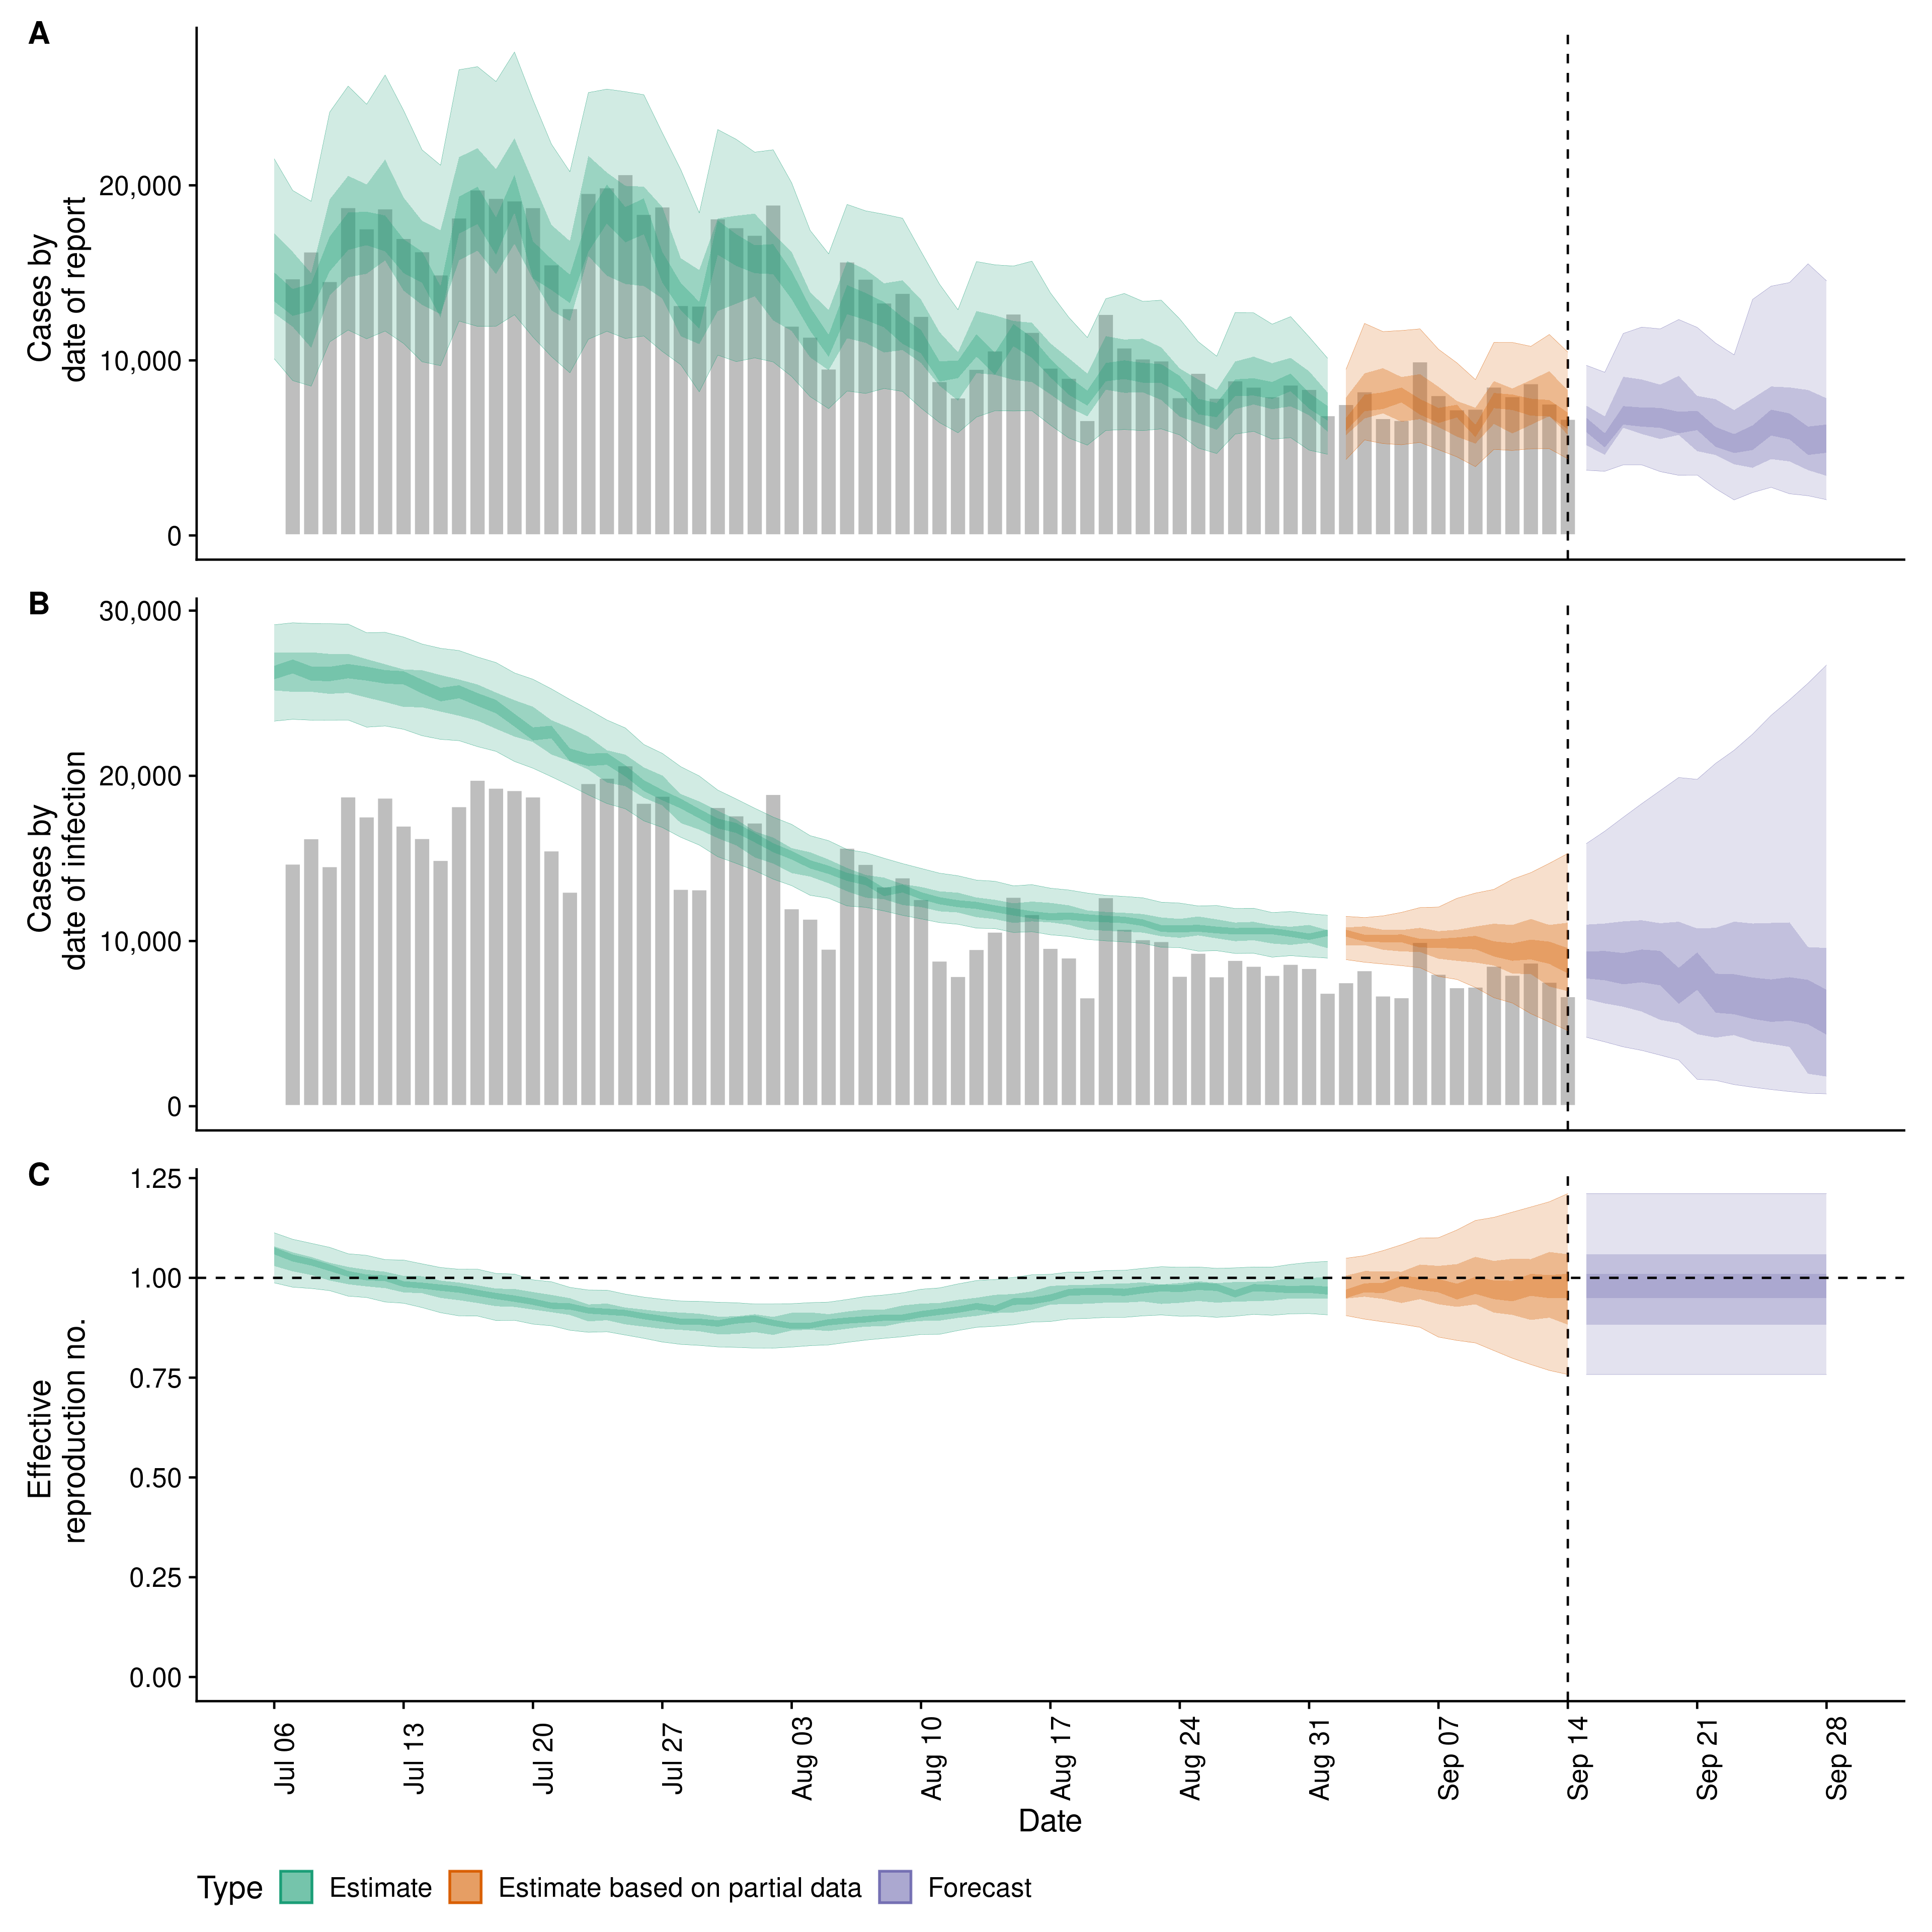 A
Cases by
date of report
20,000
10,000
0
B
Cases by
date of infection
30,000
20,000
10,000
0
C
Effective
reproduction no.
1.25
1.00
0.75
0.50
0.25
0.00
Jul 06
Jul 13
Jul 20
Jul 27
Aug 03
Aug 10
Aug 17
Aug 24
Aug 31
Sep 07
Sep 14
Sep 21
Sep 28
Date
Type Estimate Estimate based on partial data Forecast